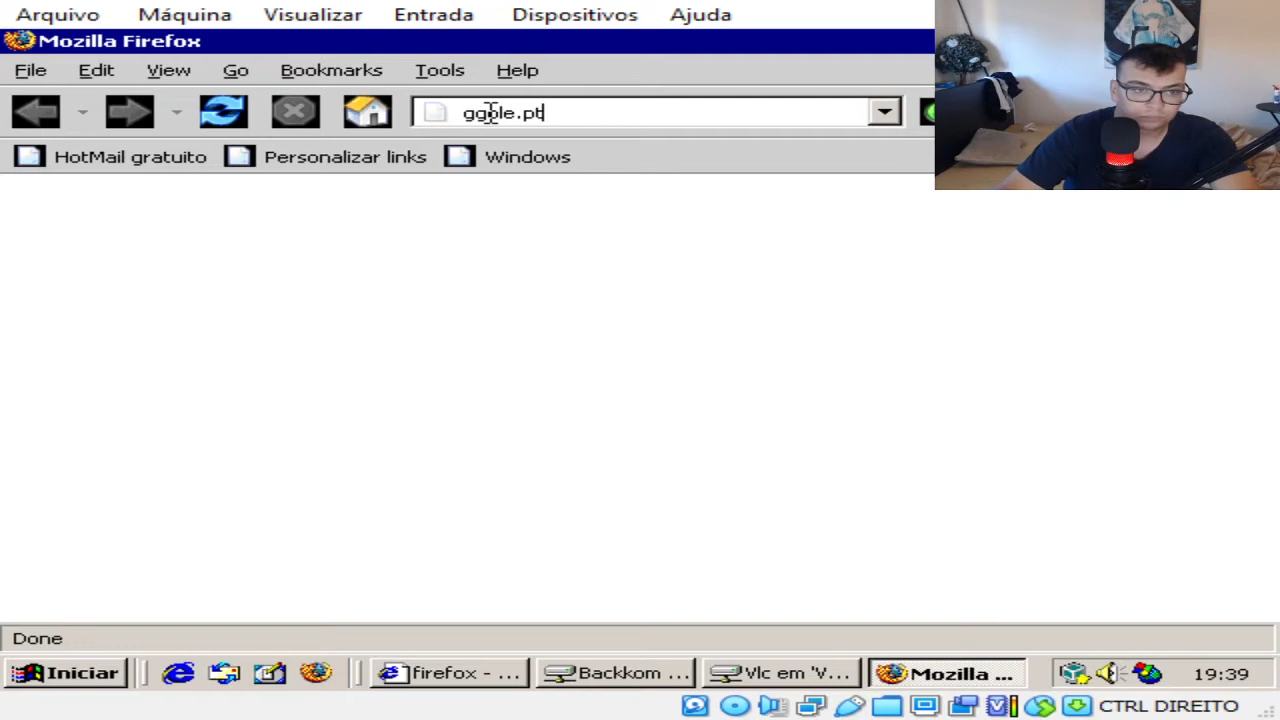 Arquivo Máquina Visualizar Entrada Dispositivos Ajuda
Mozilla Firefox
File Edit View Go Bookmarks Tools Help
ggole.pt
HotMail gratuito Personalizar links Windows
Done
Iniciar firefox - ... Backkom ... Vlc em 'V... Mozilla ... 19:39
CTRL DIREITO